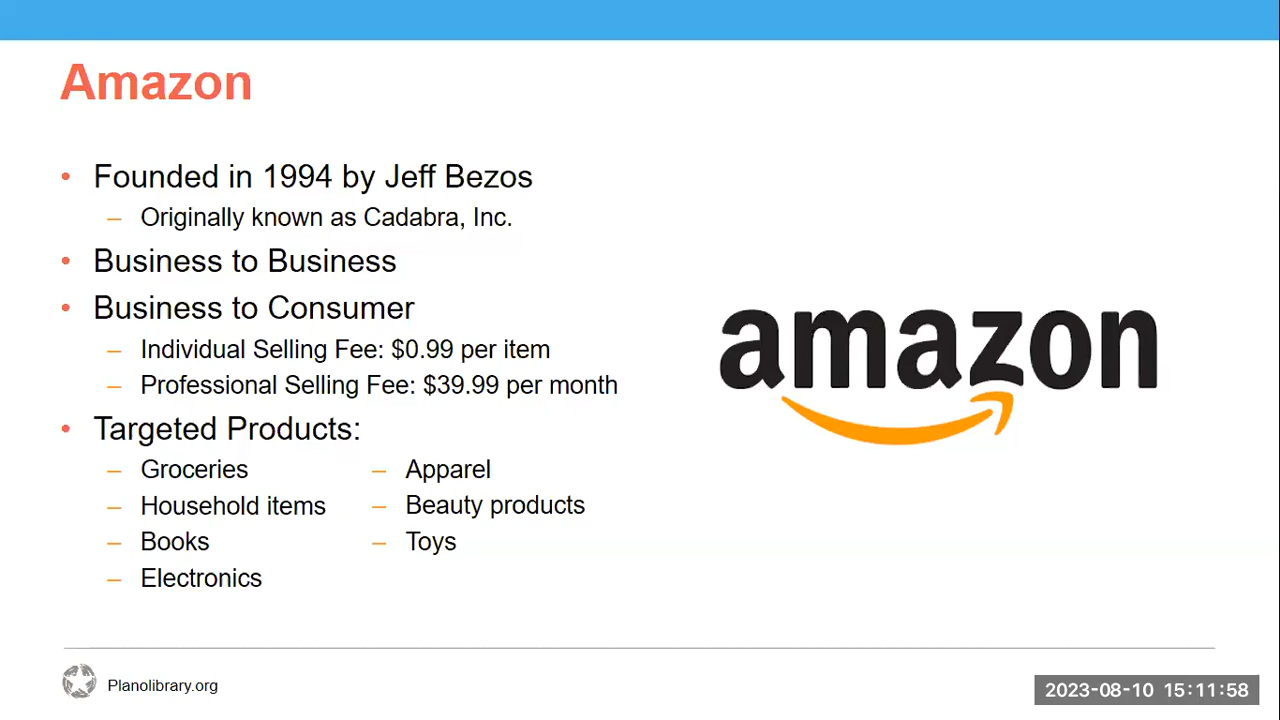 Amazon
• Founded in 1994 by Jeff Bezos
– Originally known as Cadabra, Inc.
• Business to Business
• Business to Consumer
– Individual Selling Fee: $0.99 per item
– Professional Selling Fee: $39.99 per month
• Targeted Products:
– Groceries
– Household items
– Books
– Electronics
– Apparel
– Beauty products
– Toys
amazon
Planolibrary.org
2023-08-10 15:11:58